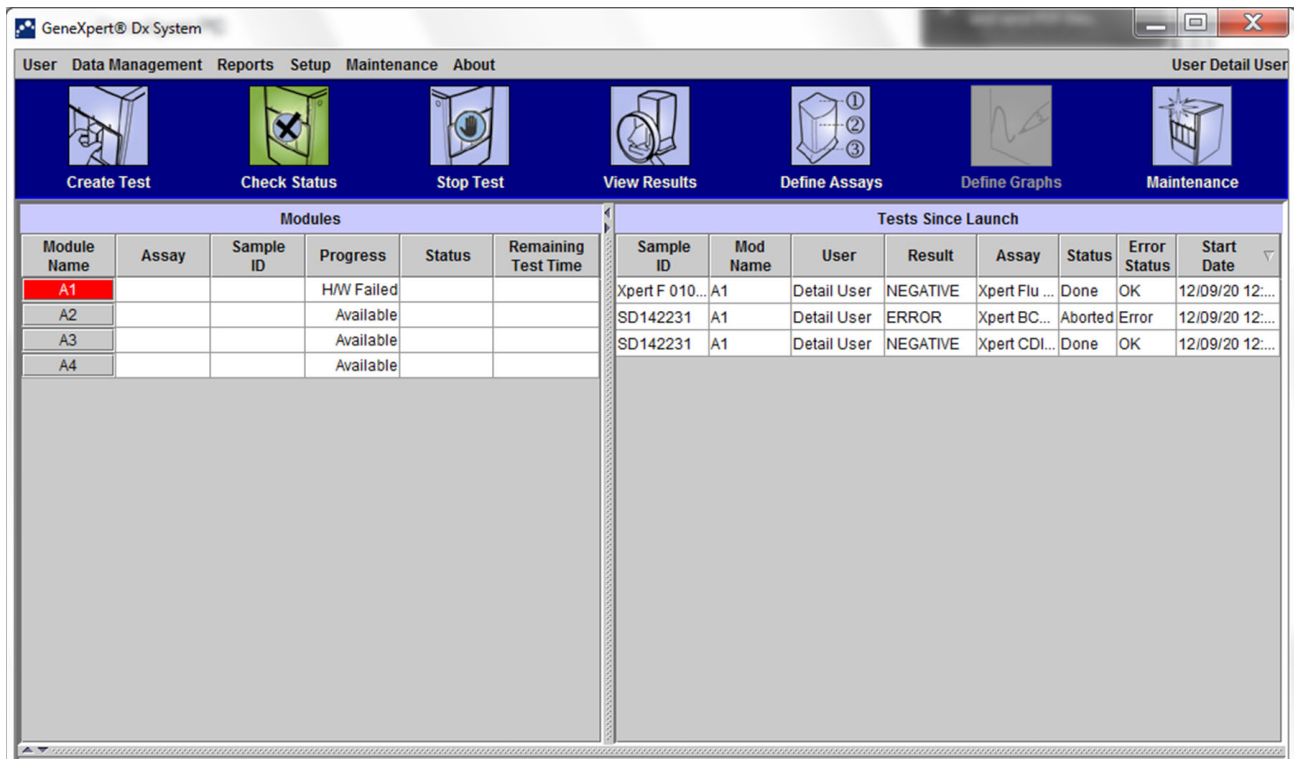 GeneXpert® Dx System
User Data Management Reports Setup Maintenance About User Detail User
① ② ③
Create Test Check Status Stop Test View Results Define Assays Define Graphs Maintenance
Modules
Module Name Assay Sample ID Progress Status Remaining Test Time
A1 H/W Failed
A2 Available
A3 Available
A4 Available
Tests Since Launch
Sample ID Mod Name User Result Assay Status Error Status Start Date
Xpert F 010... A1 Detail User NEGATIVE Xpert Flu ... Done OK 12/09/20 12:...
SD142231 A1 Detail User ERROR Xpert BC... Aborted Error 12/09/20 12:...
SD142231 A1 Detail User NEGATIVE Xpert CDI... Done OK 12/09/20 12:...